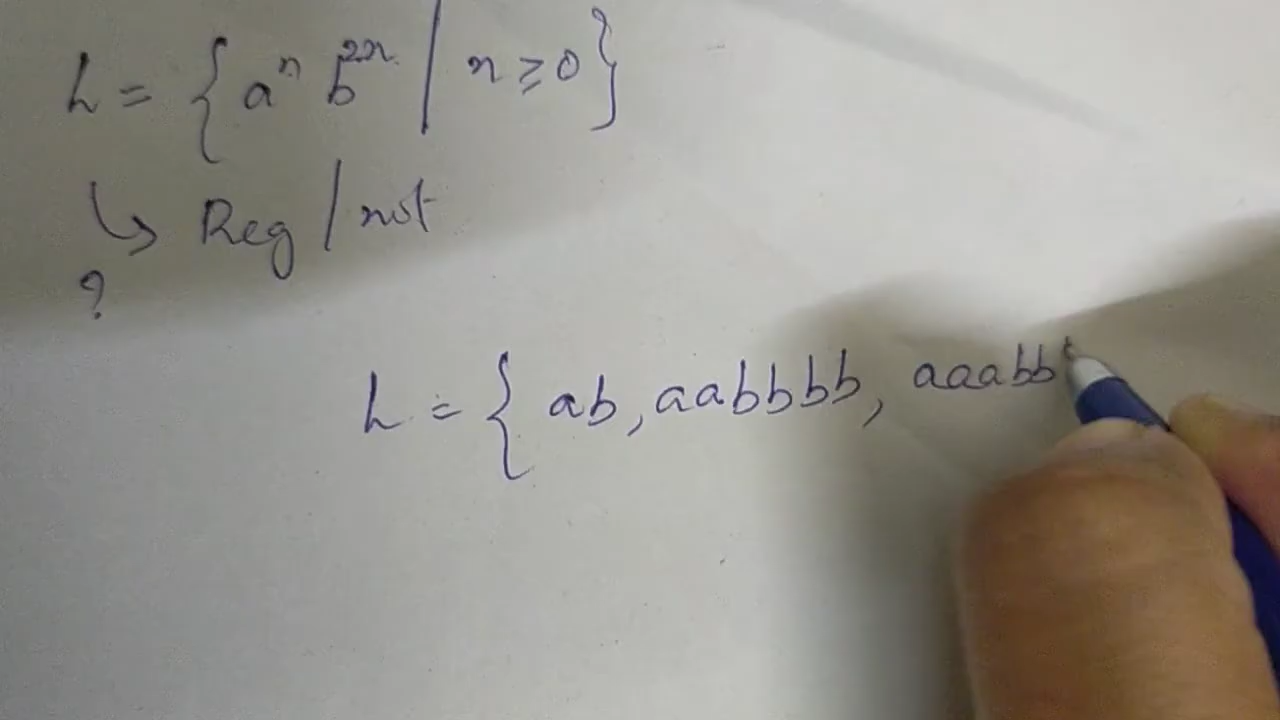 L = { aⁿ b²ⁿ | n ≥ 0 }
↳ Reg / not
?
L = { ab, aabbbb, aaabb